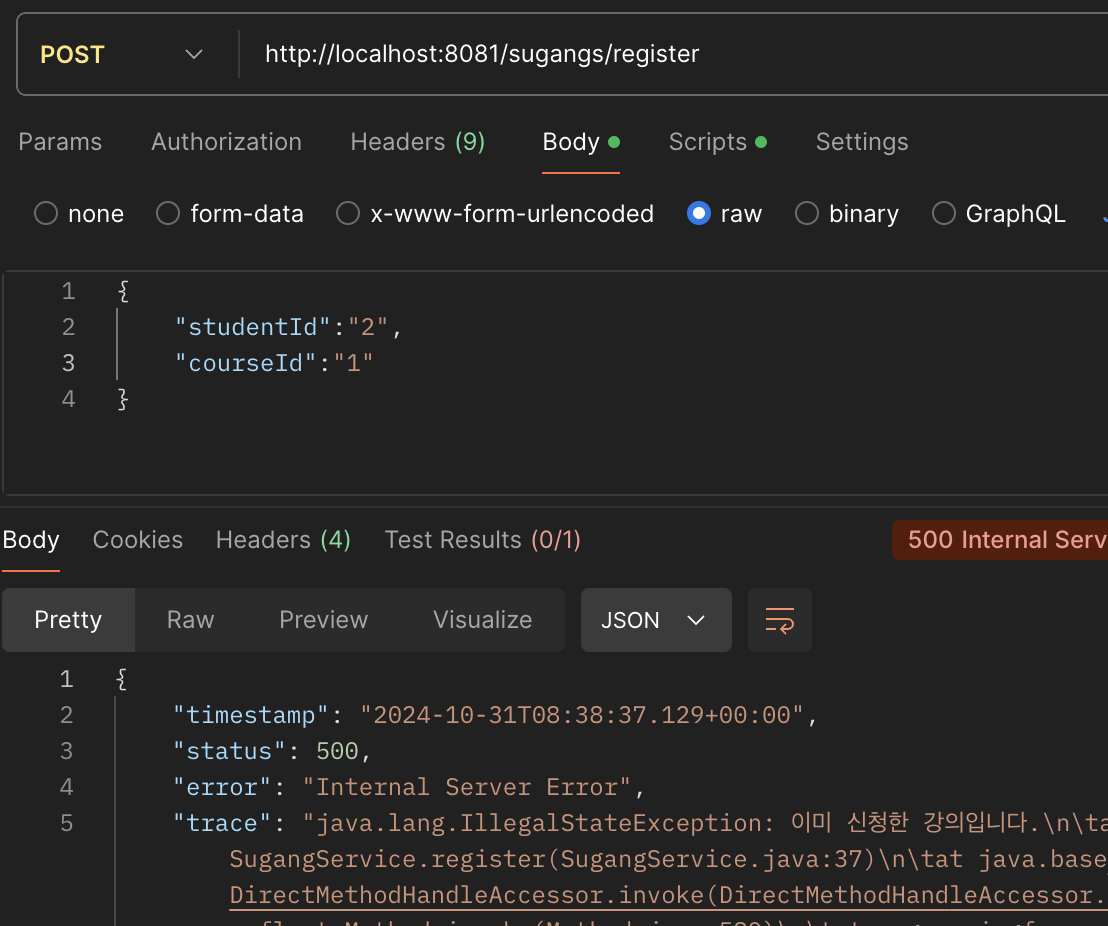 POST http://localhost:8081/sugangs/register
Params Authorization Headers (9) Body Scripts Settings
none form-data x-www-form-urlencoded raw binary GraphQL
1 {
2 "studentId":"2",
3 "courseId":"1"
4 }
Body Cookies Headers (4) Test Results (0/1) 500 Internal Serv
Pretty Raw Preview Visualize JSON
1 {
2 "timestamp": "2024-10-31T08:38:37.129+00:00",
3 "status": 500,
4 "error": "Internal Server Error",
5 "trace": "java.lang.IllegalStateException: 이미 신청한 강의입니다.\n\ta
SugangService.register(SugangService.java:37)\n\tat java.base
DirectMethodHandleAccessor.invoke(DirectMethodHandleAccessor.